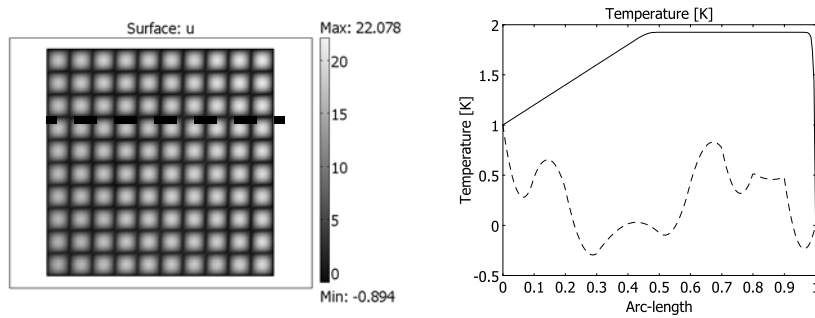 Surface: u
Max: 22.078
20
15
10
5
0
Min: -0.894
Temperature [K]
Temperature [K]
2
1.5
1
0.5
0
-0.5
0 0.1 0.2 0.3 0.4 0.5 0.6 0.7 0.8 0.9 1
Arc-length